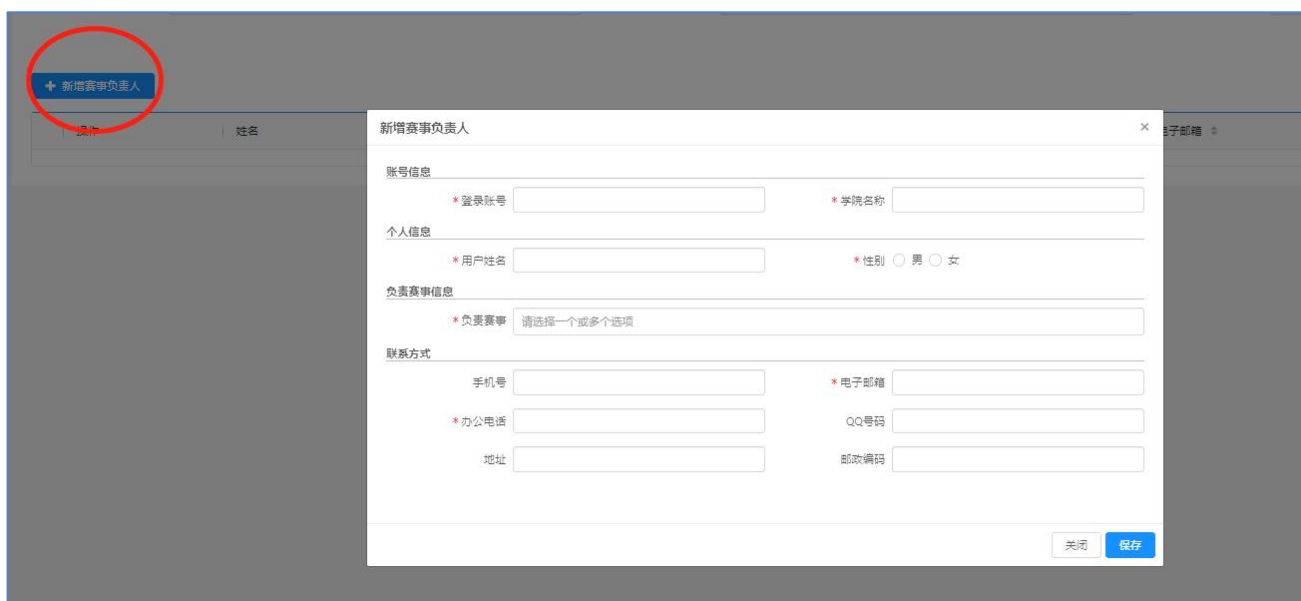 + 新增赛事负责人
操作 姓名 电子邮箱
新增赛事负责人 ×
账号信息
* 登录账号 * 学院名称
个人信息
* 用户姓名 * 性别 男 女
负责赛事信息
* 负责赛事 请选择一个或多个选项
联系方式
手机号 * 电子邮箱
* 办公电话 QQ号码
地址 邮政编码
关闭 保存